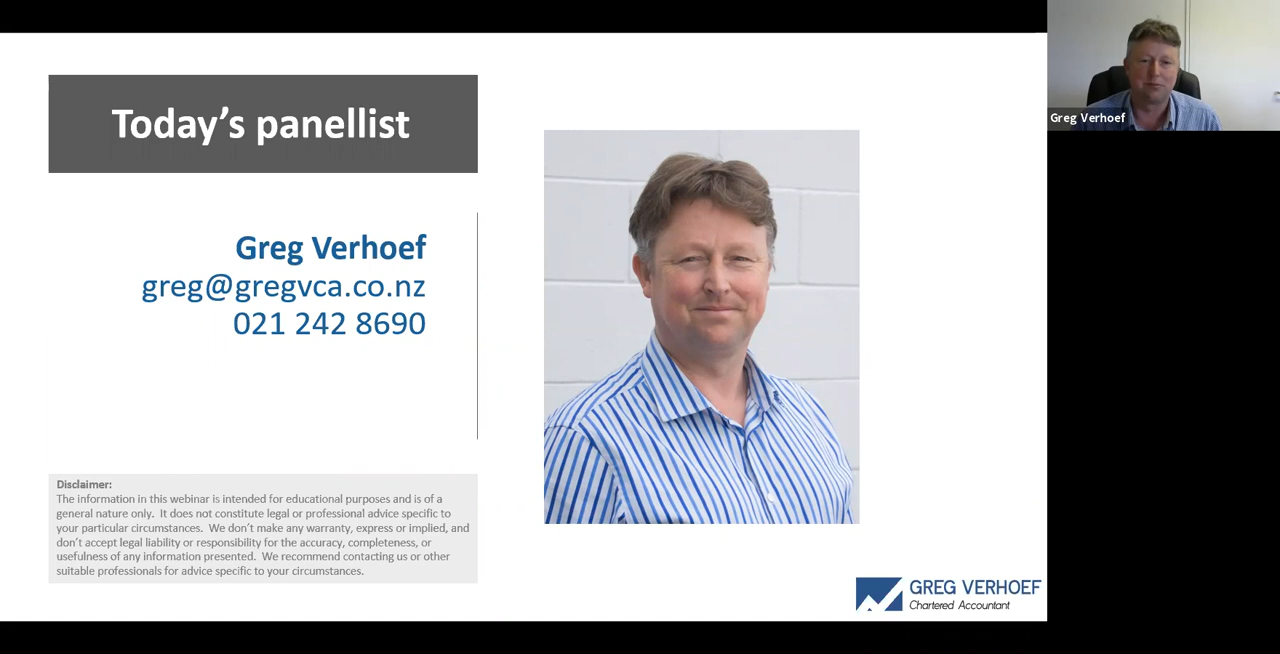 Today's panellist
Greg Verhoef
greg@gregvca.co.nz
021 242 8690
Disclaimer:
The information in this webinar is intended for educational purposes and is of a
general nature only.  It does not constitute legal or professional advice specific to
your particular circumstances.  We don't make any warranty, express or implied, and
don't accept legal liability or responsibility for the accuracy, completeness, or
usefulness of any information presented.  We recommend contacting us or other
suitable professionals for advice specific to your circumstances.
GREG VERHOEF
Chartered Accountant
Greg Verhoef